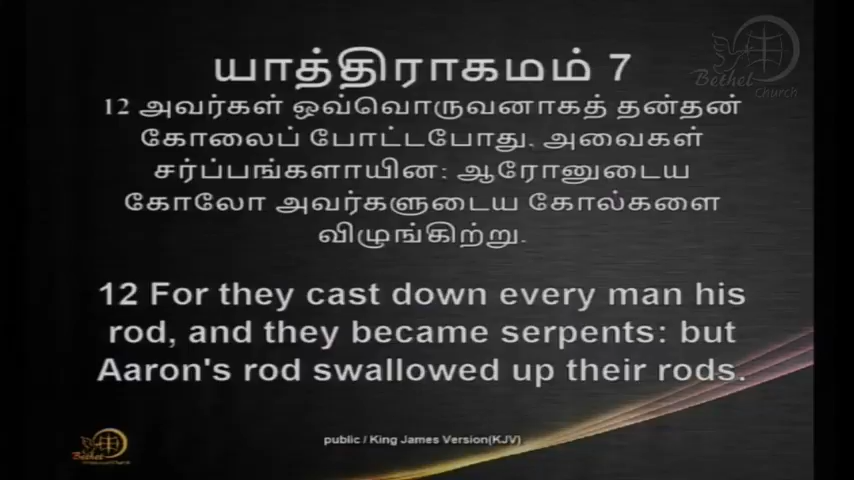 Bethel
Church
யாத்திராகமம் 7
12 அவர்கள் ஒவ்வொருவனாகத் தன்தன்
கோலைப் போட்டபோது, அவைகள்
சர்ப்பங்களாயின: ஆரோனுடைய
கோலோ அவர்களுடைய கோல்களை
விழுங்கிற்று.
12 For they cast down every man his
rod, and they became serpents: but
Aaron's rod swallowed up their rods.
public / King James Version(KJV)
Bethel